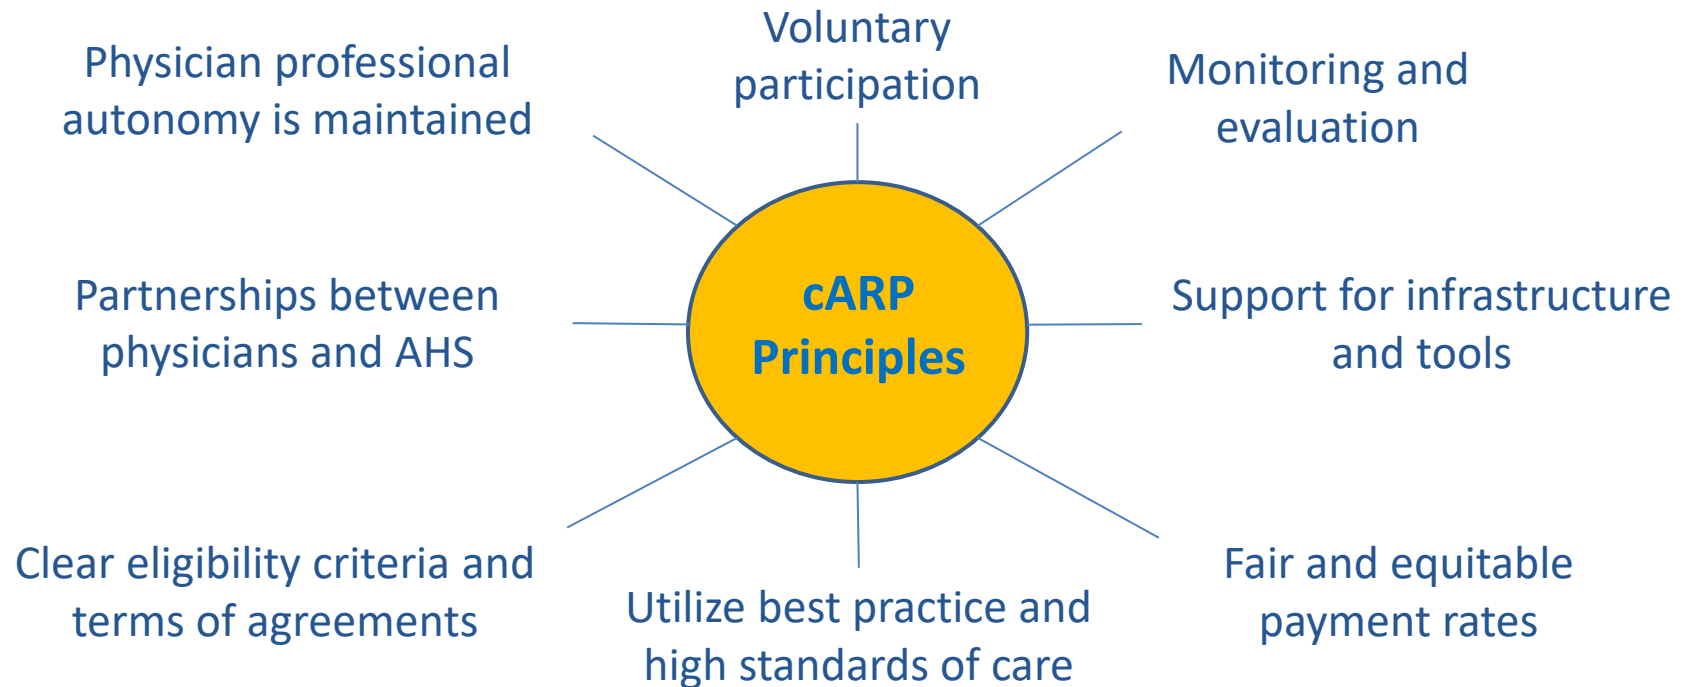 Voluntary
participation
Physician professional
autonomy is maintained
Monitoring and
evaluation
Partnerships between
physicians and AHS
cARP
Principles
Support for infrastructure
and tools
Clear eligibility criteria and
terms of agreements
Utilize best practice and
high standards of care
Fair and equitable
payment rates